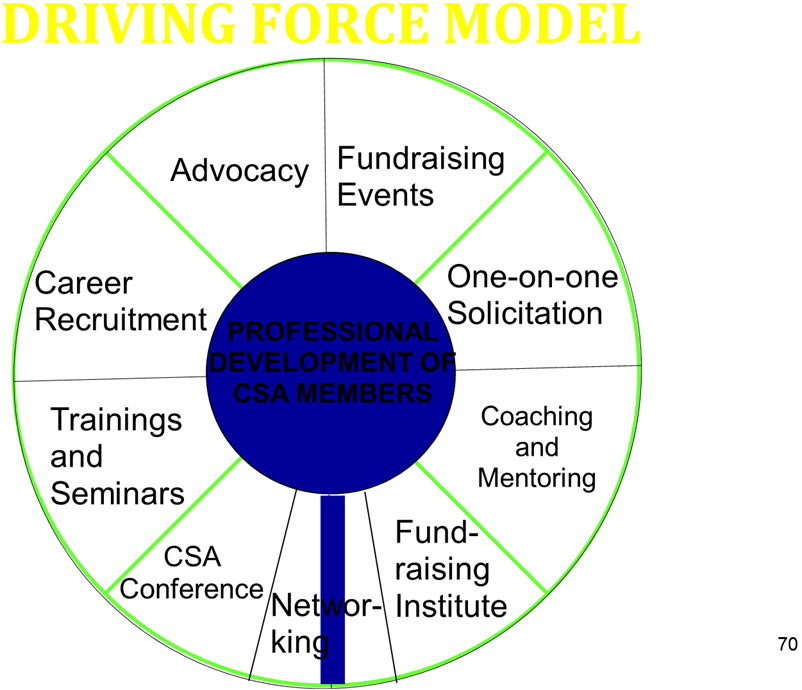 DRIVING FORCE MODEL
Advocacy
Fundraising
Events
One-on-one
Solicitation
Career
Recruitment
PROFESSIONAL
DEVELOPMENT OF
CSA MEMBERS
Trainings
and
Seminars
Coaching
and
Mentoring
CSA
Conference
Networ-
king
Fund-
raising
Institute
70